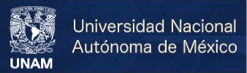 Universidad Nacional
Autónoma de México
UNAM